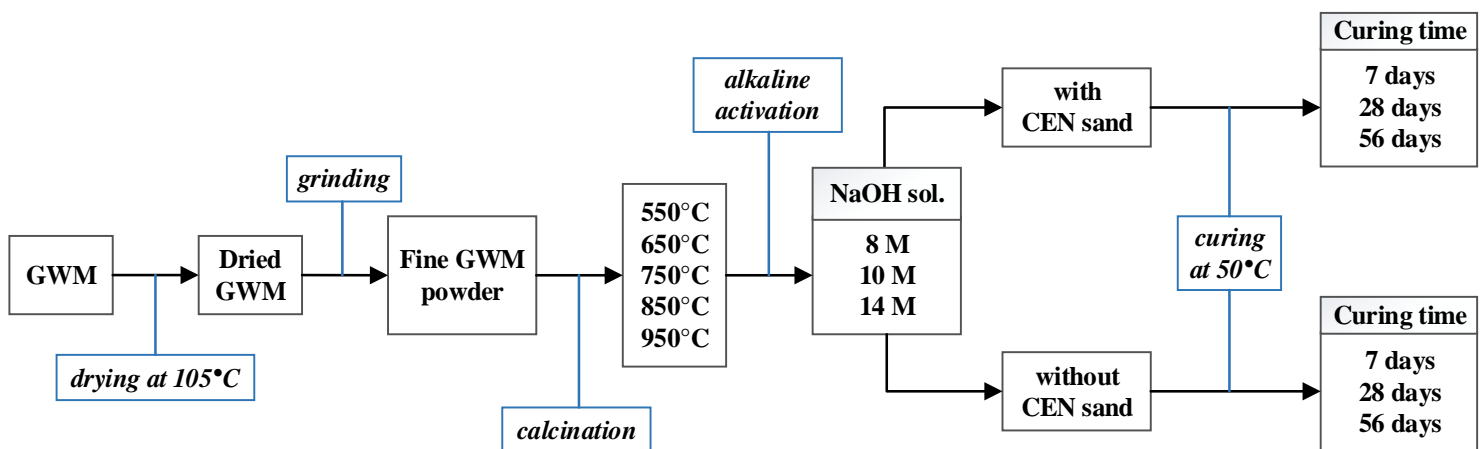 GWM
drying at 105•C
Dried
GWM
grinding
Fine GWM
powder
calcination
550°C
650°C
750°C
850°C
950°C
alkaline
activation
NaOH sol.
8 M
10 M
14 M
with
CEN sand
without
CEN sand
curing
at 50•C
Curing time
7 days
28 days
56 days
Curing time
7 days
28 days
56 days